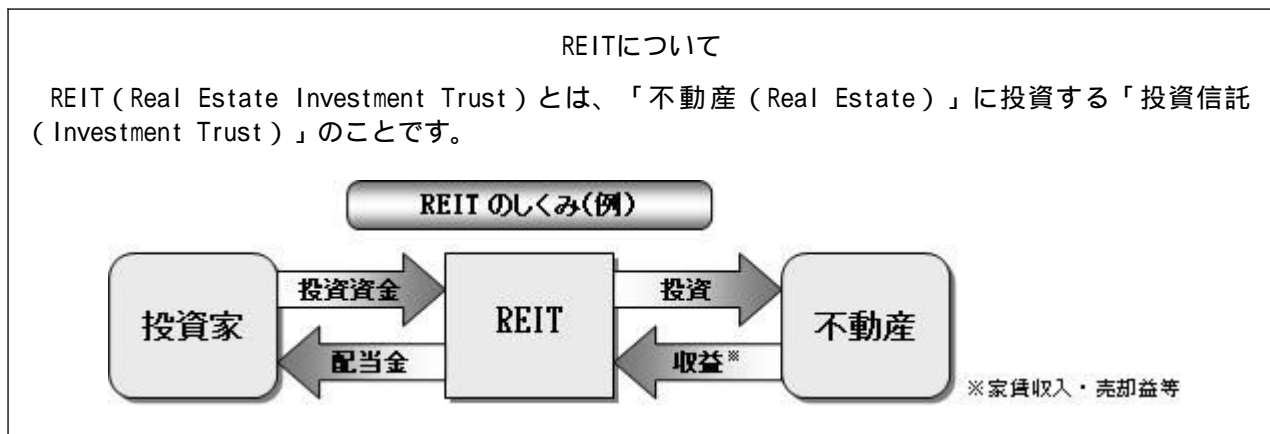 REITについて
REIT（Real Estate Investment Trust）とは、「不動産（Real Estate）」に投資する「投資信託
（Investment Trust）」のことです。
REITのしくみ(例)
投資家
投資資金
配当金
REIT
投資
収益※
不動産
※家賃収入・売却益等